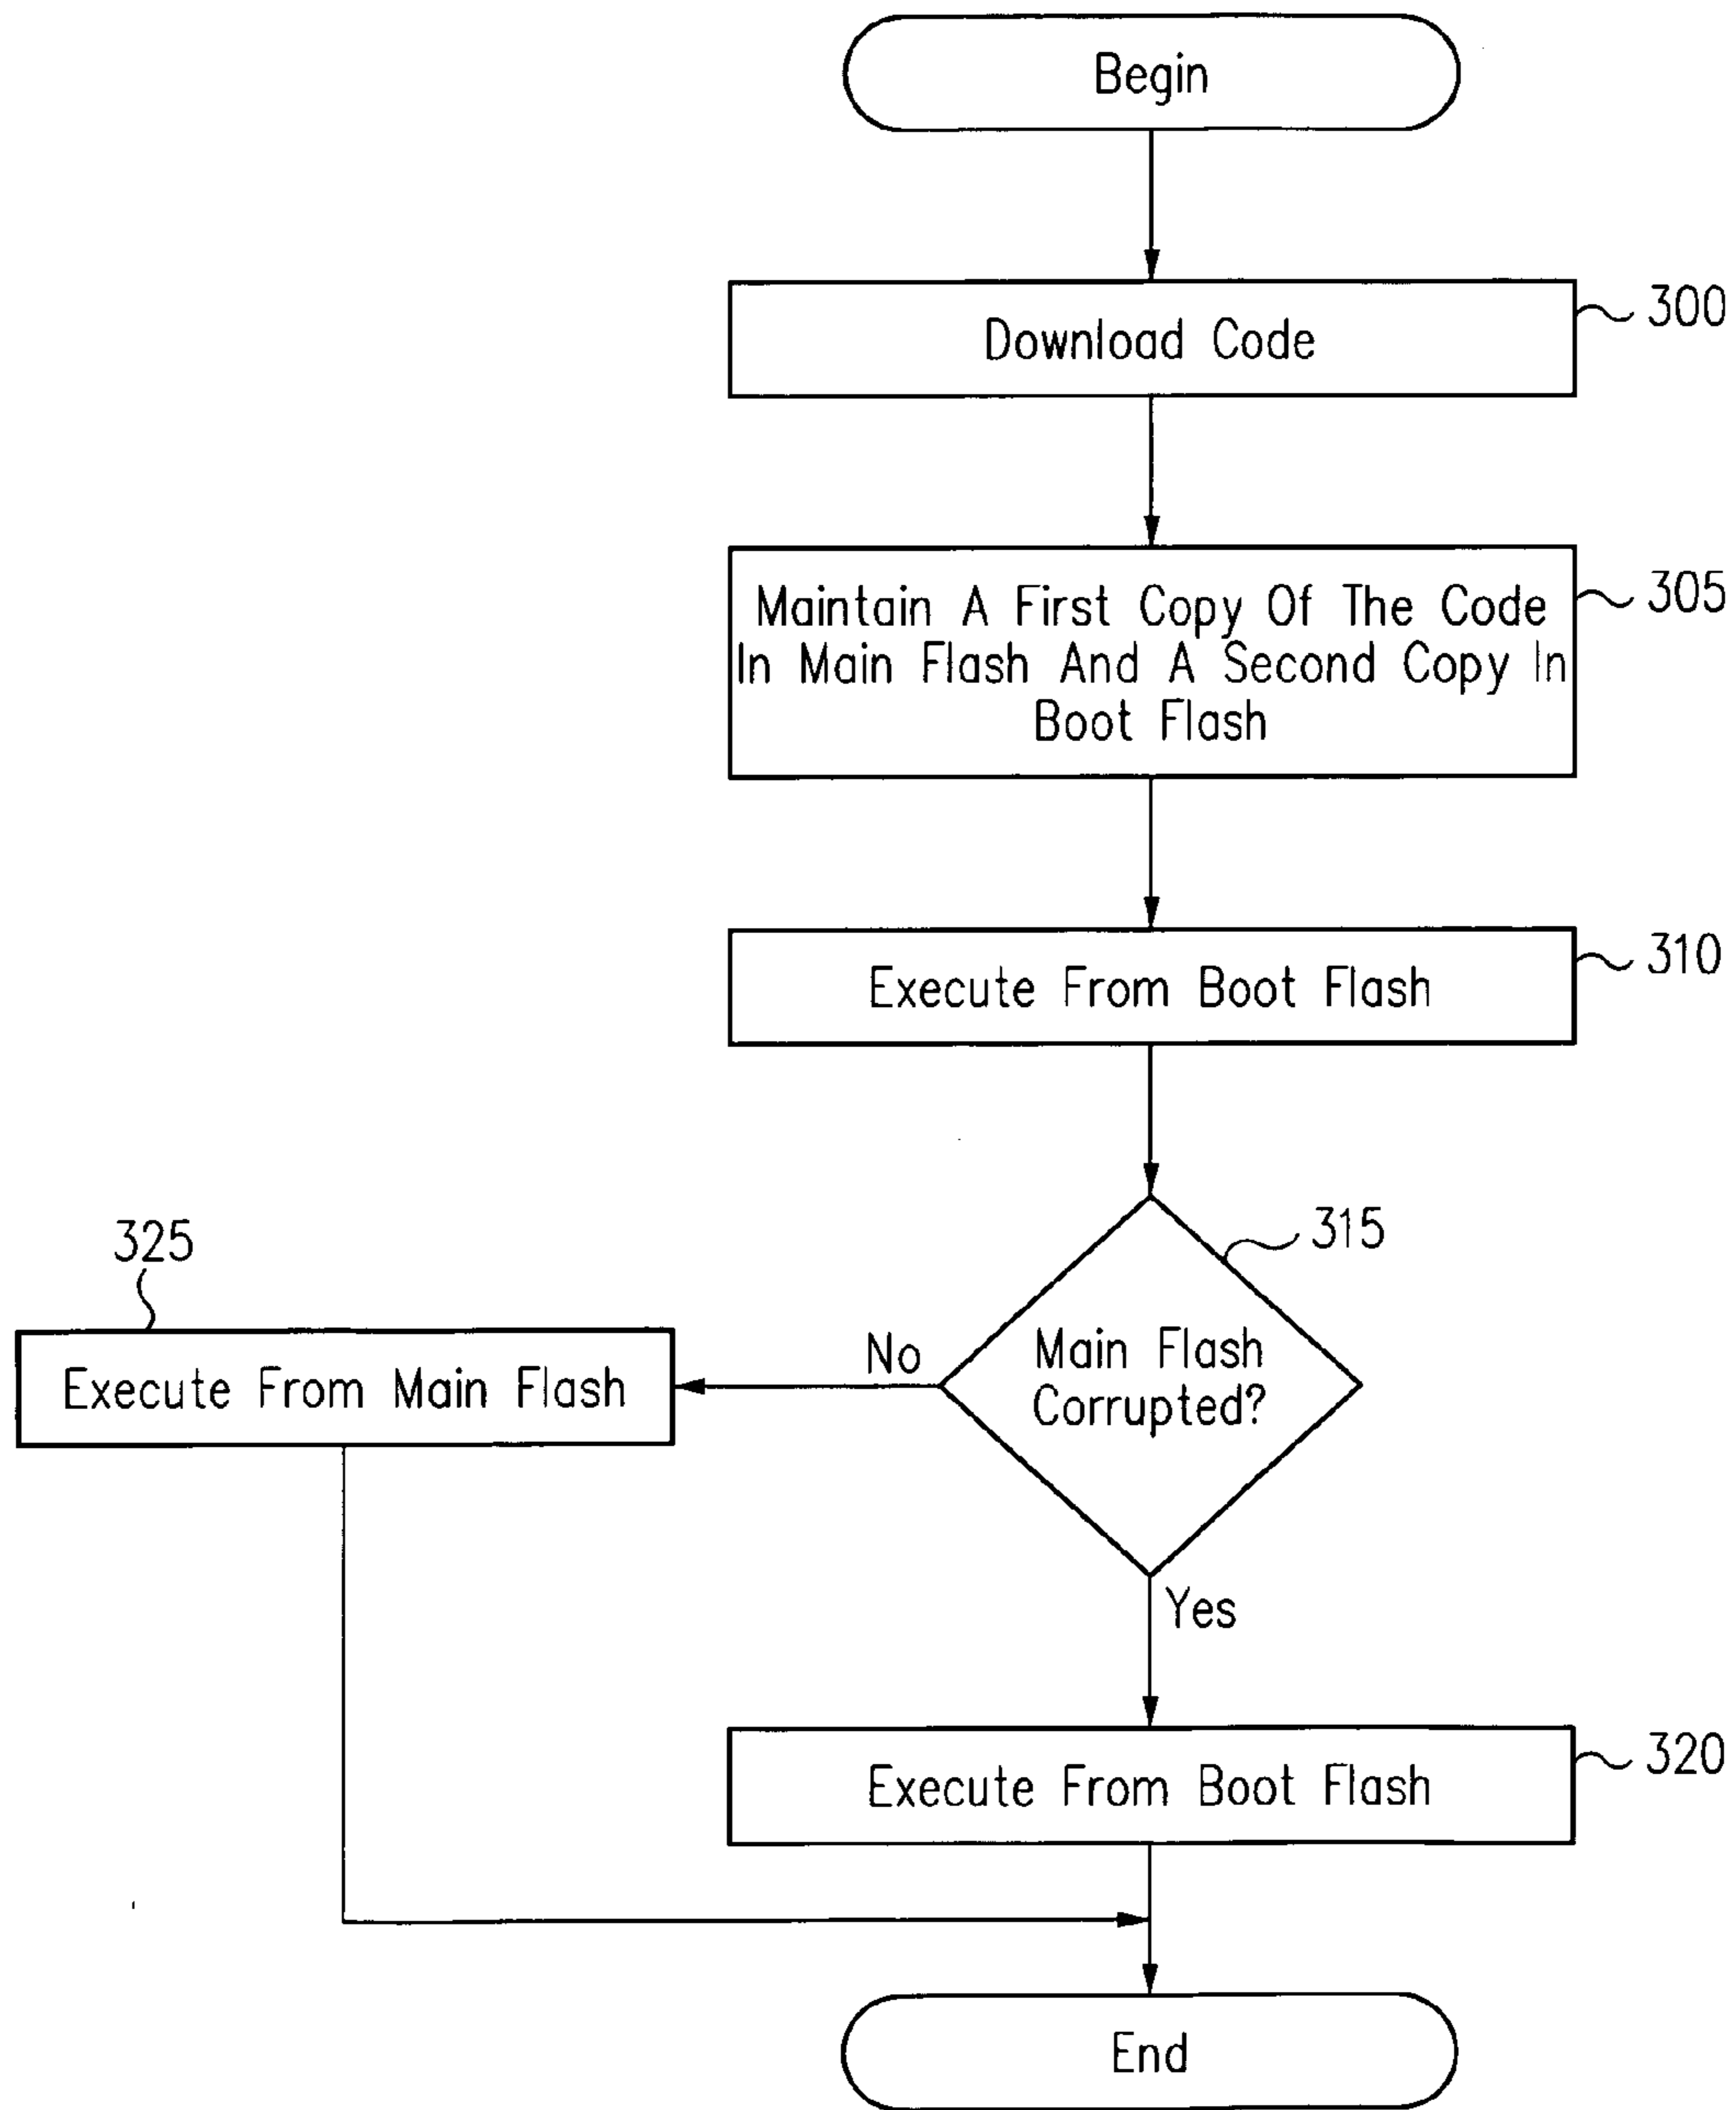 Begin
Download Code
300
Maintain A First Copy Of The Code
In Main Flash And A Second Copy In
Boot Flash
305
Execute From Boot Flash
310
315
Main Flash
Corrupted?
No
325
Execute From Main Flash
Yes
Execute From Boot Flash
320
End